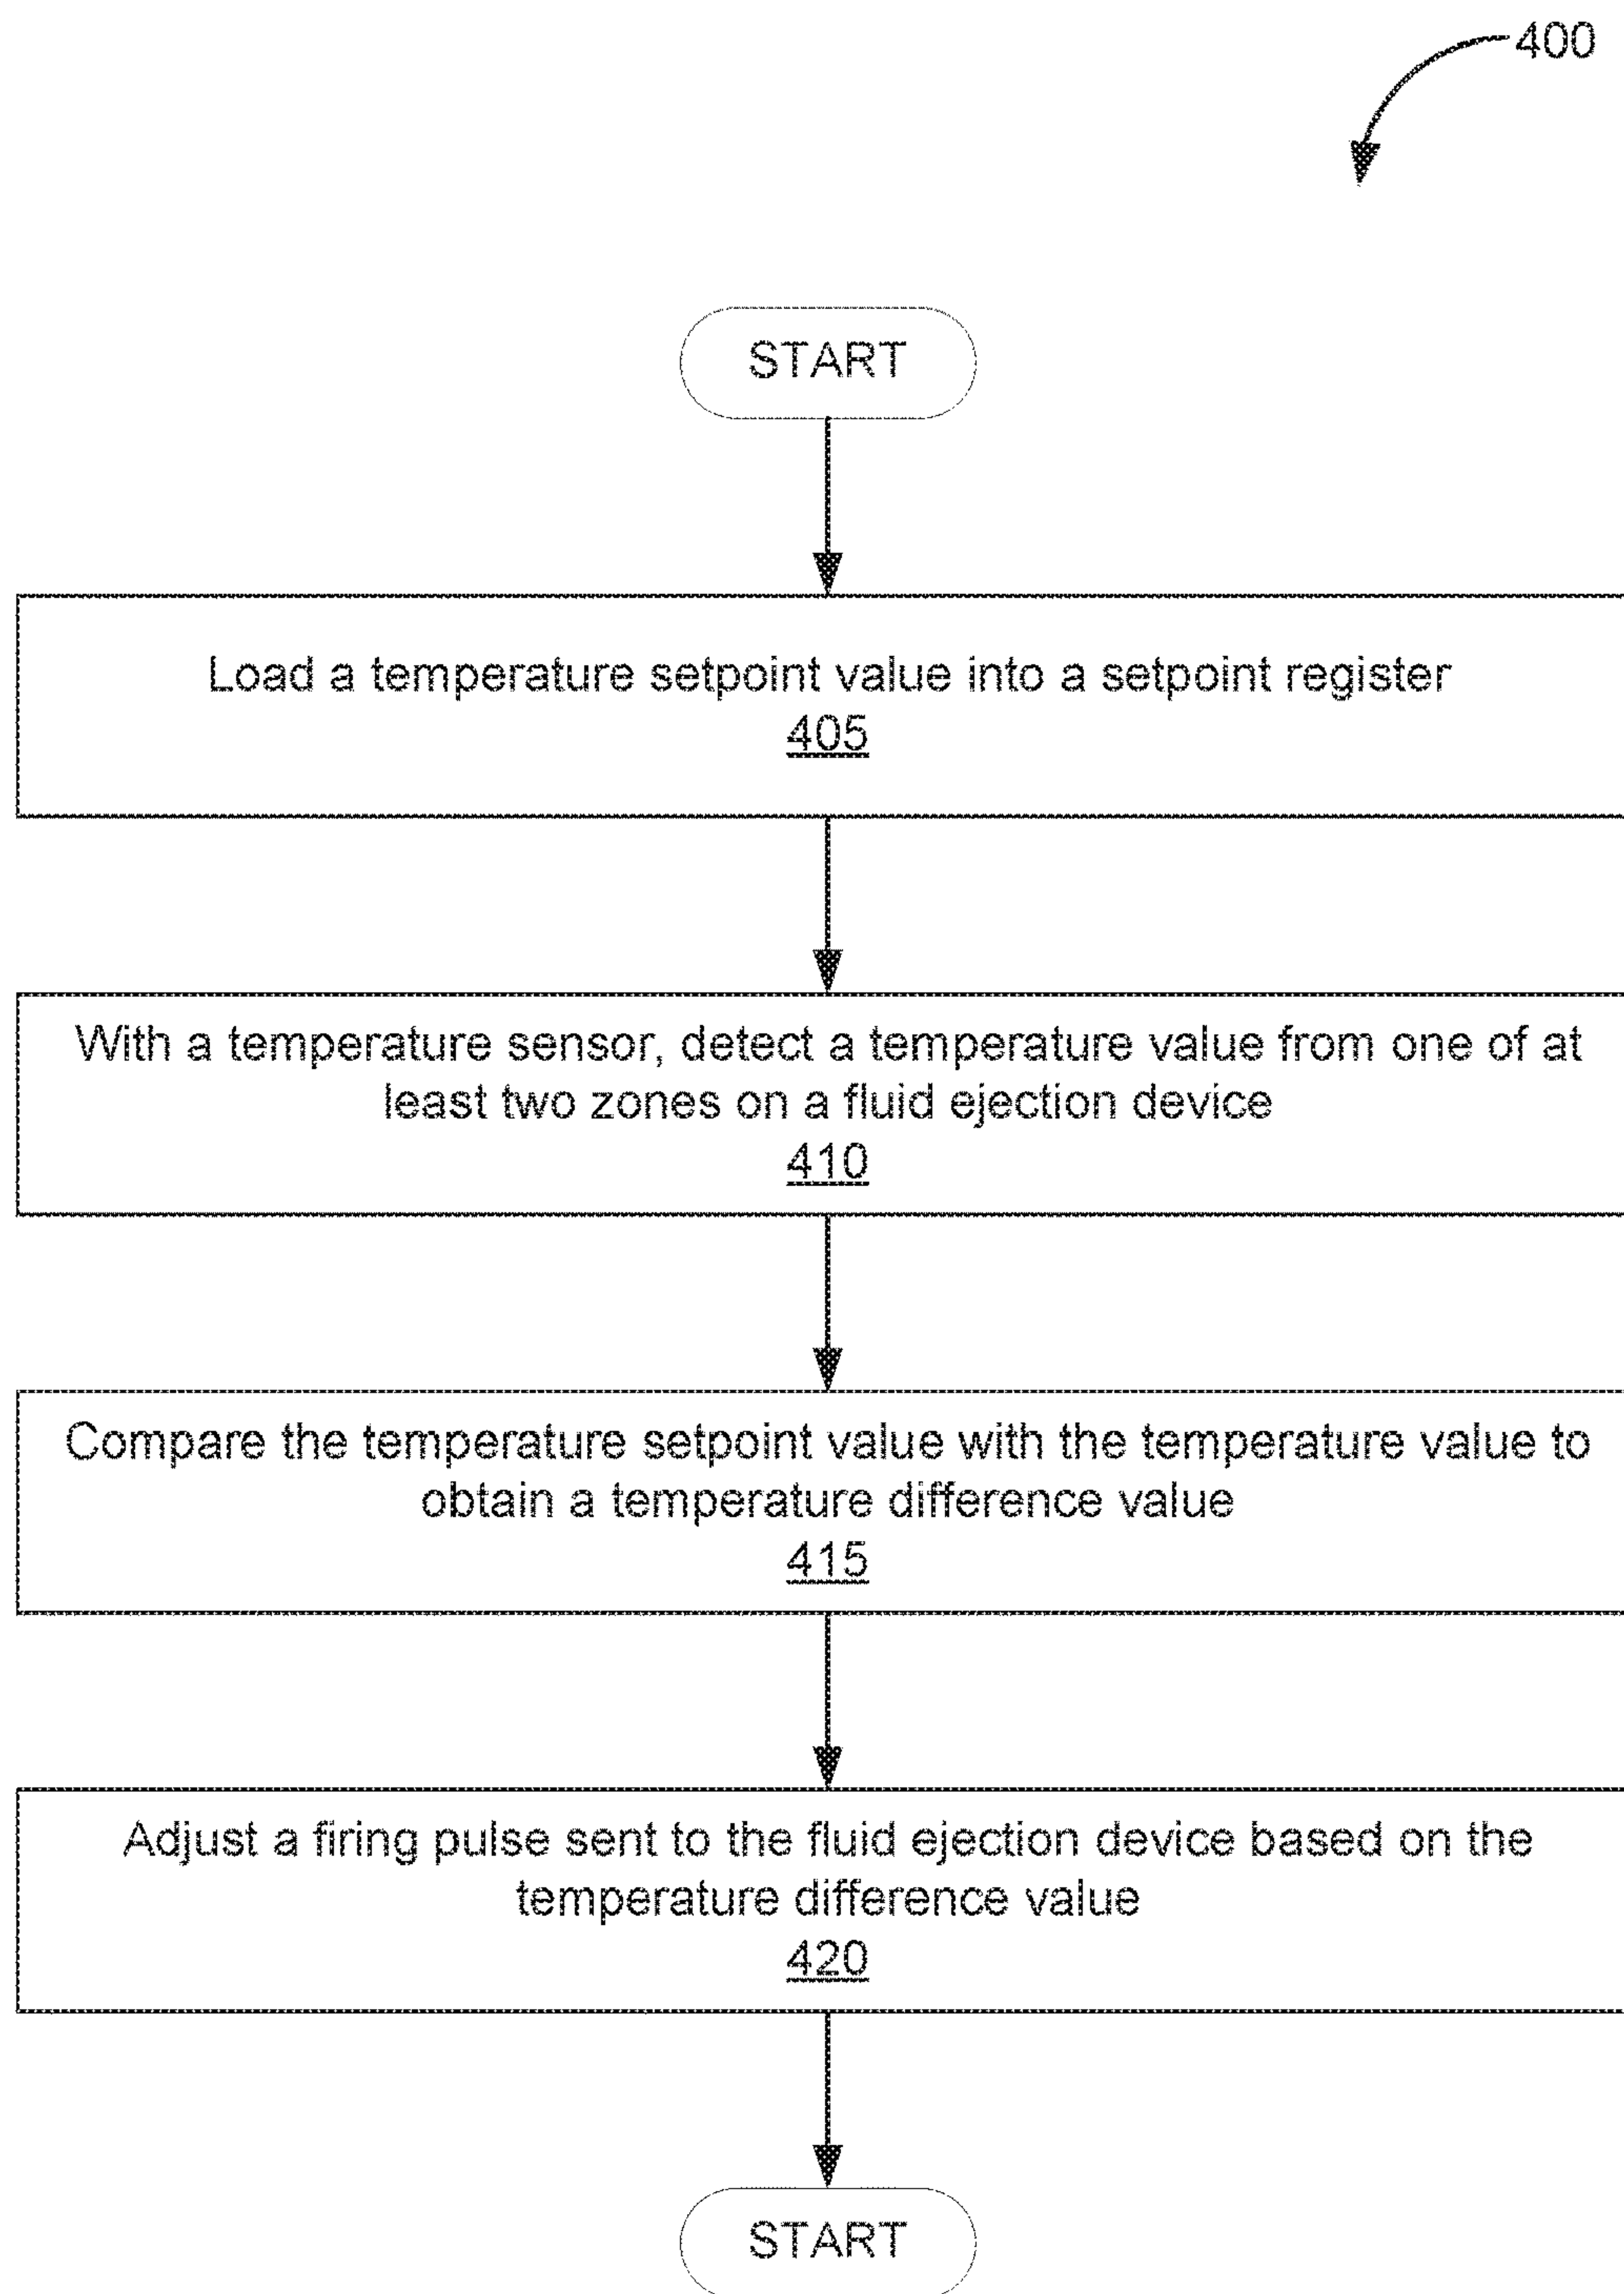 400
START
Load a temperature setpoint value into a setpoint register
405
With a temperature sensor, detect a temperature value from one of at
least two zones on a fluid ejection device
410
Compare the temperature setpoint value with the temperature value to
obtain a temperature difference value
415
Adjust a firing pulse sent to the fluid ejection device based on the
temperature difference value
420
START